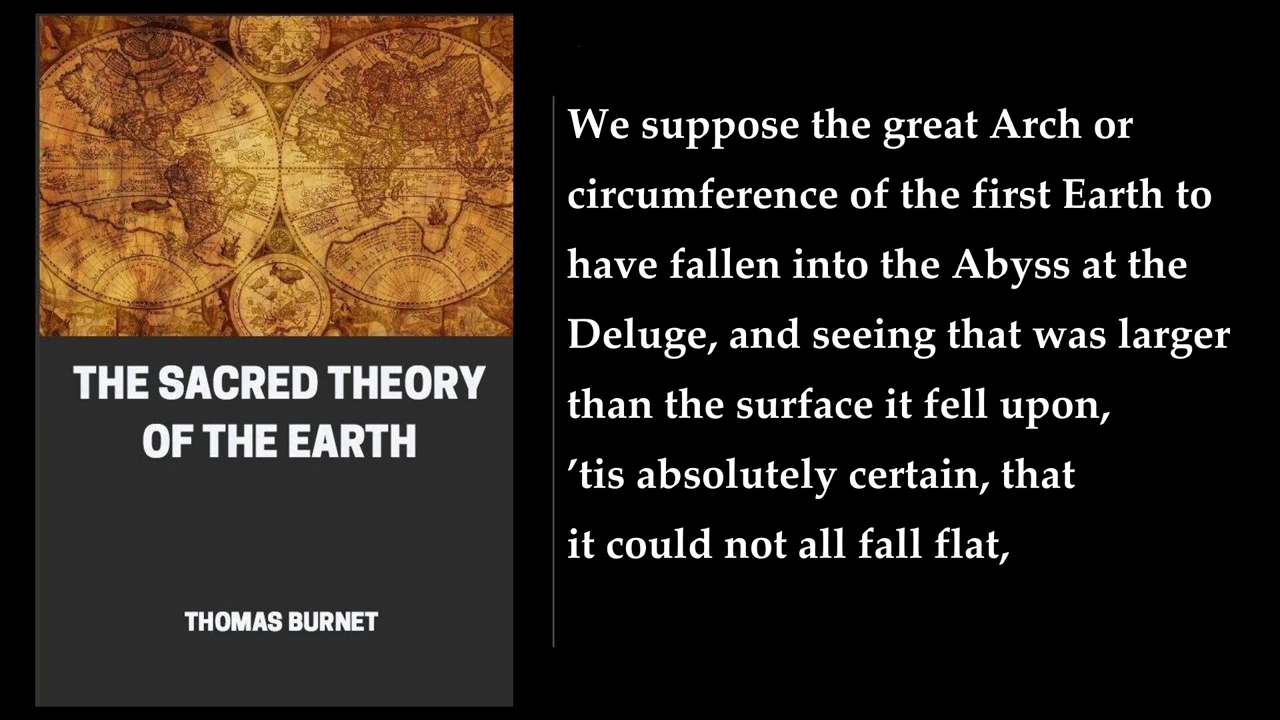 THE SACRED THEORY
OF THE EARTH
THOMAS BURNET
We suppose the great Arch or
circumference of the first Earth to
have fallen into the Abyss at the
Deluge, and seeing that was larger
than the surface it fell upon,
’tis absolutely certain, that
it could not all fall flat,